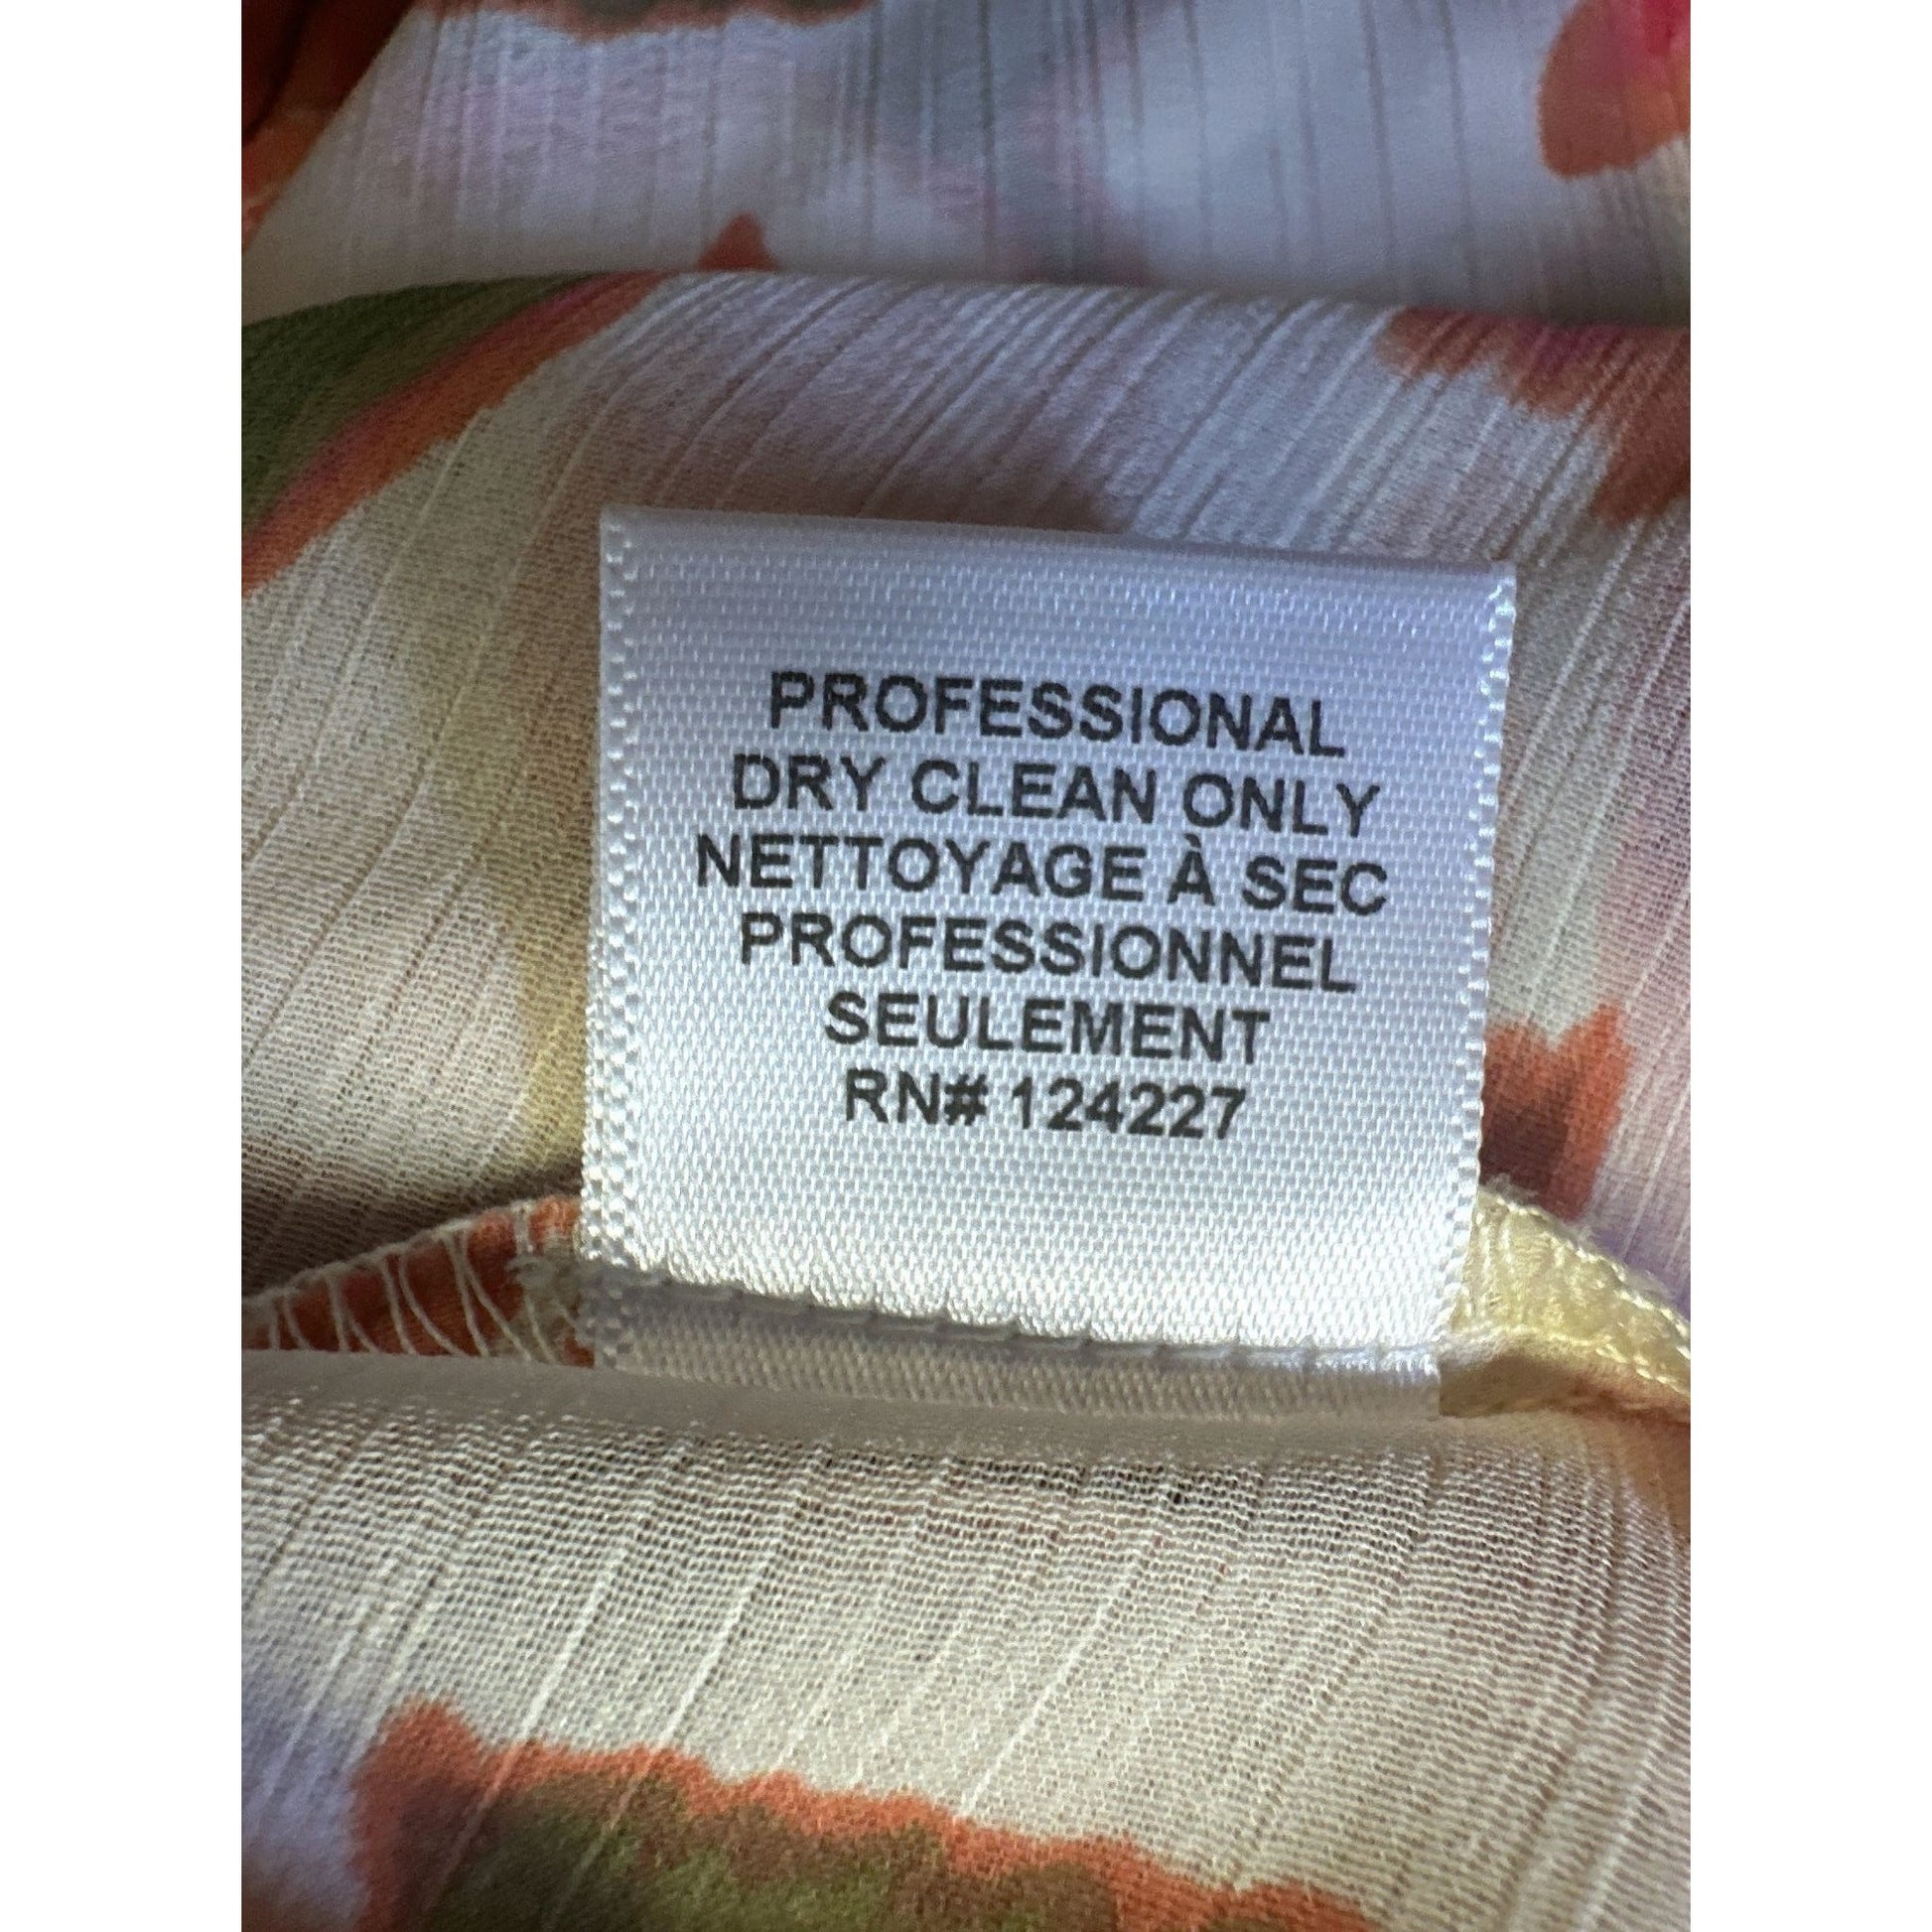 PROFESSIONAL
DRY CLEAN ONLY
NETTOYAGE À SEC
PROFESSIONNEL
SEULEMENT
RN# 124227